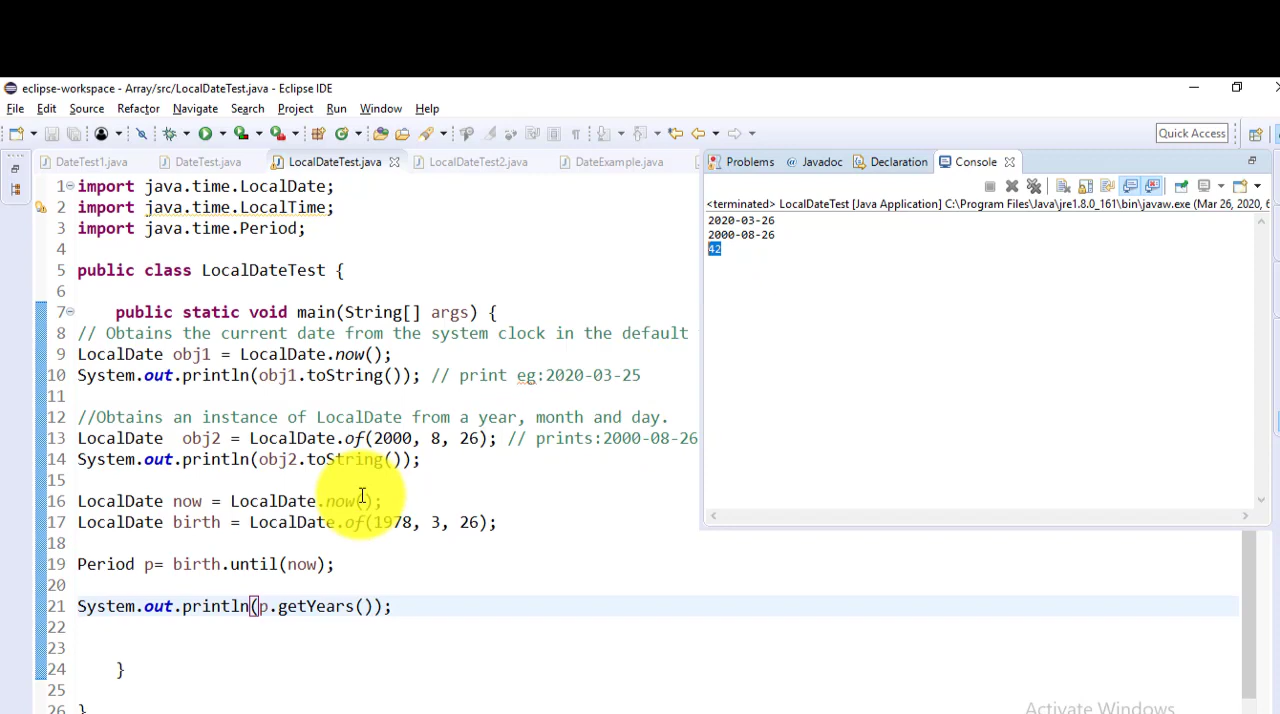 eclipse-workspace - Array/src/LocalDateTest.java - Eclipse IDE
File Edit Source Refactor Navigate Search Project Run Window Help
Quick Access
DateTest1.java DateTest.java LocalDateTest.java LocalDateTest2.java DateExample.java
Problems @ Javadoc Declaration Console
<terminated> LocalDateTest [Java Application] C:\Program Files\Java\jre1.8.0_161\bin\javaw.exe (Mar 26, 2020, 6
2020-03-26
2000-08-26
42
1 import java.time.LocalDate;
2 import java.time.LocalTime;
3 import java.time.Period;
4
5 public class LocalDateTest {
6
7 public static void main(String[] args) {
8 // Obtains the current date from the system clock in the default
9 LocalDate obj1 = LocalDate.now();
10 System.out.println(obj1.toString()); // print eg:2020-03-25
11
12 //Obtains an instance of LocalDate from a year, month and day.
13 LocalDate  obj2 = LocalDate.of(2000, 8, 26); // prints:2000-08-26
14 System.out.println(obj2.toString());
15
16 LocalDate now = LocalDate.now();
17 LocalDate birth = LocalDate.of(1978, 3, 26);
18
19 Period p= birth.until(now);
20
21 System.out.println(p.getYears());
22
23
24 }
25
26 }
Activate Windows